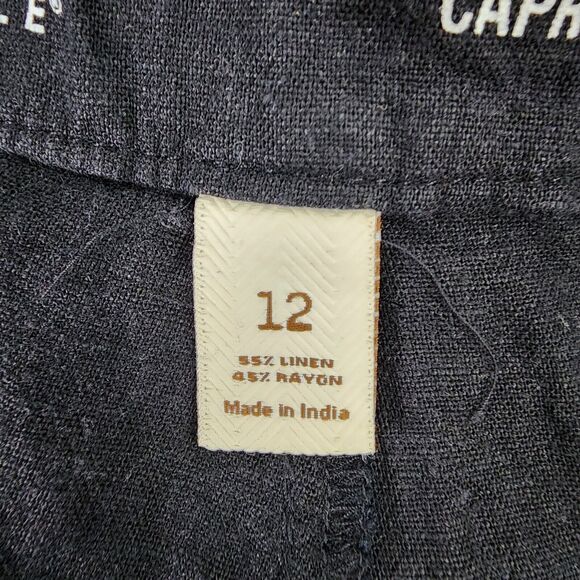 E®
CAPR
12
55% LINEN
45% RAYON
Made in India